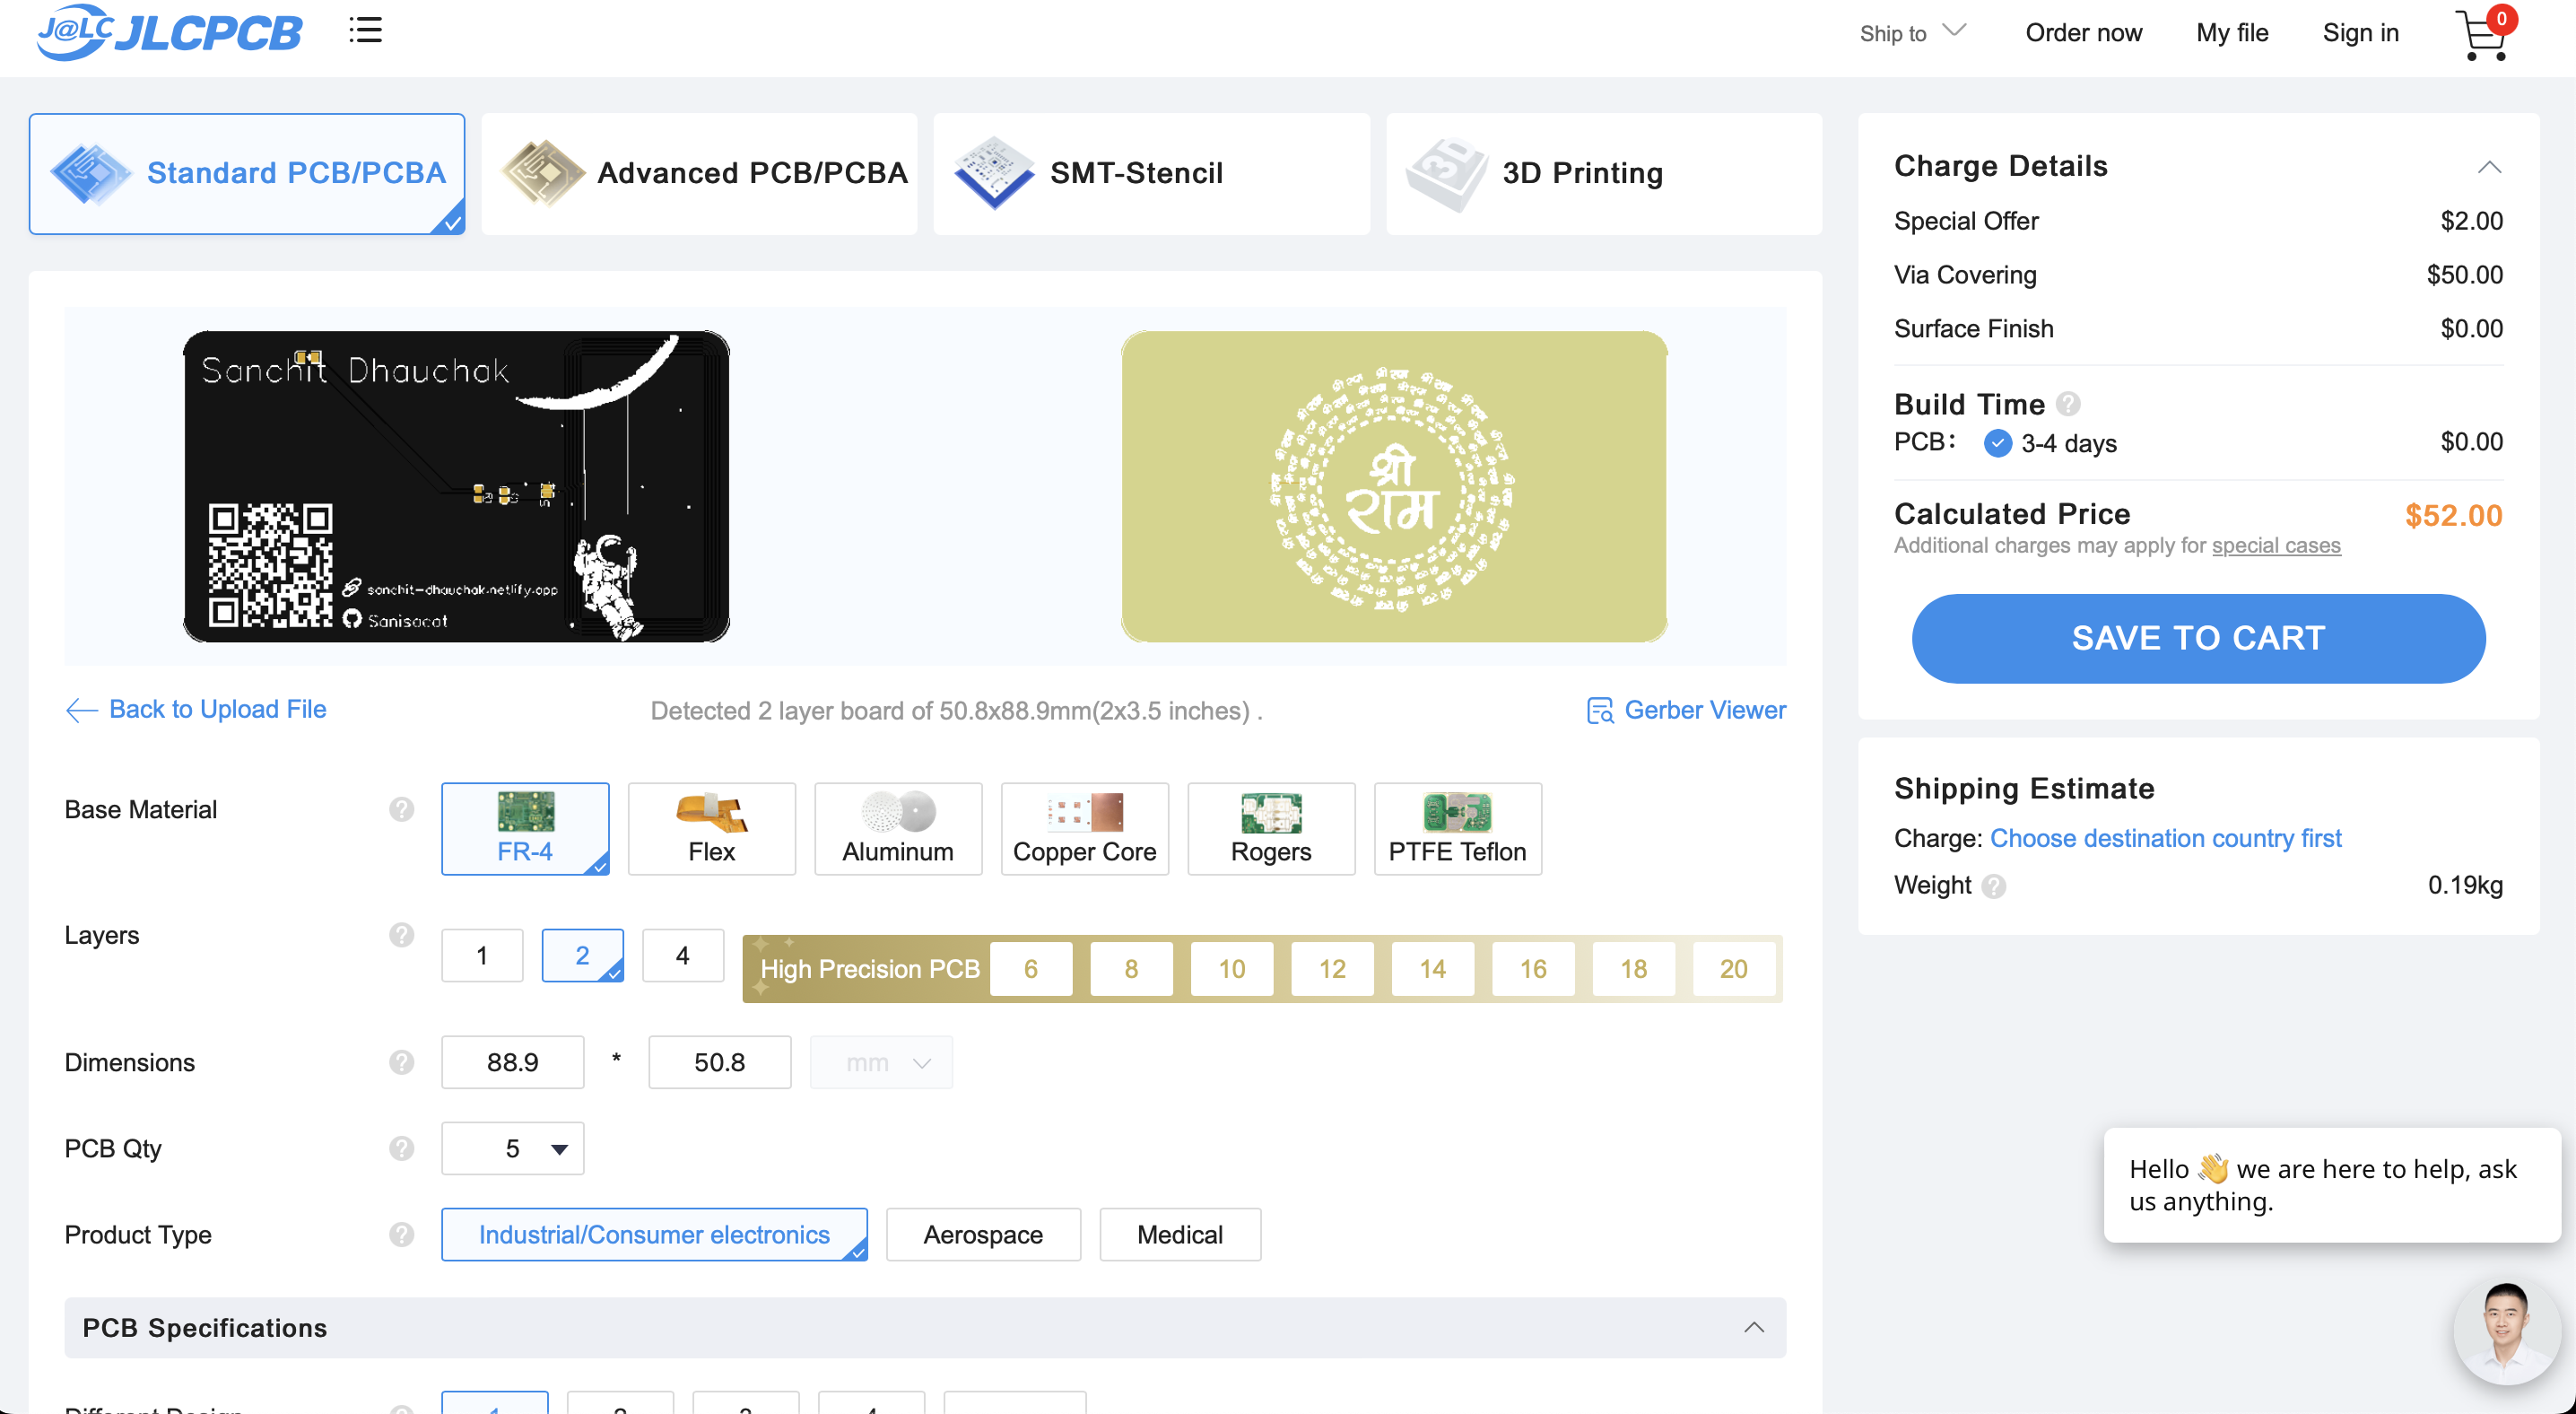 J@LC JLCPCB
Ship to
Order now
My file
Sign in
0
Standard PCB/PCBA
Advanced PCB/PCBA
SMT-Stencil
3D Printing
Sanchit Dhauchak
sanchit-dhauchak.netlify.app
Sanisacat
श्री
राम
Back to Upload File
Detected 2 layer board of 50.8x88.9mm(2x3.5 inches) .
Gerber Viewer
Base Material
FR-4
Flex
Aluminum
Copper Core
Rogers
PTFE Teflon
Layers
1
2
4
High Precision PCB
6
8
10
12
14
16
18
20
Dimensions
88.9
*
50.8
mm
PCB Qty
5
Product Type
Industrial/Consumer electronics
Aerospace
Medical
PCB Specifications
Different Design
1
2
3
4
Charge Details
Special Offer $2.00
Via Covering $50.00
Surface Finish $0.00
Build Time
PCB: 3-4 days $0.00
Calculated Price $52.00
Additional charges may apply for special cases
SAVE TO CART
Shipping Estimate
Charge: Choose destination country first
Weight 0.19kg
Hello 👋 we are here to help, ask
us anything.